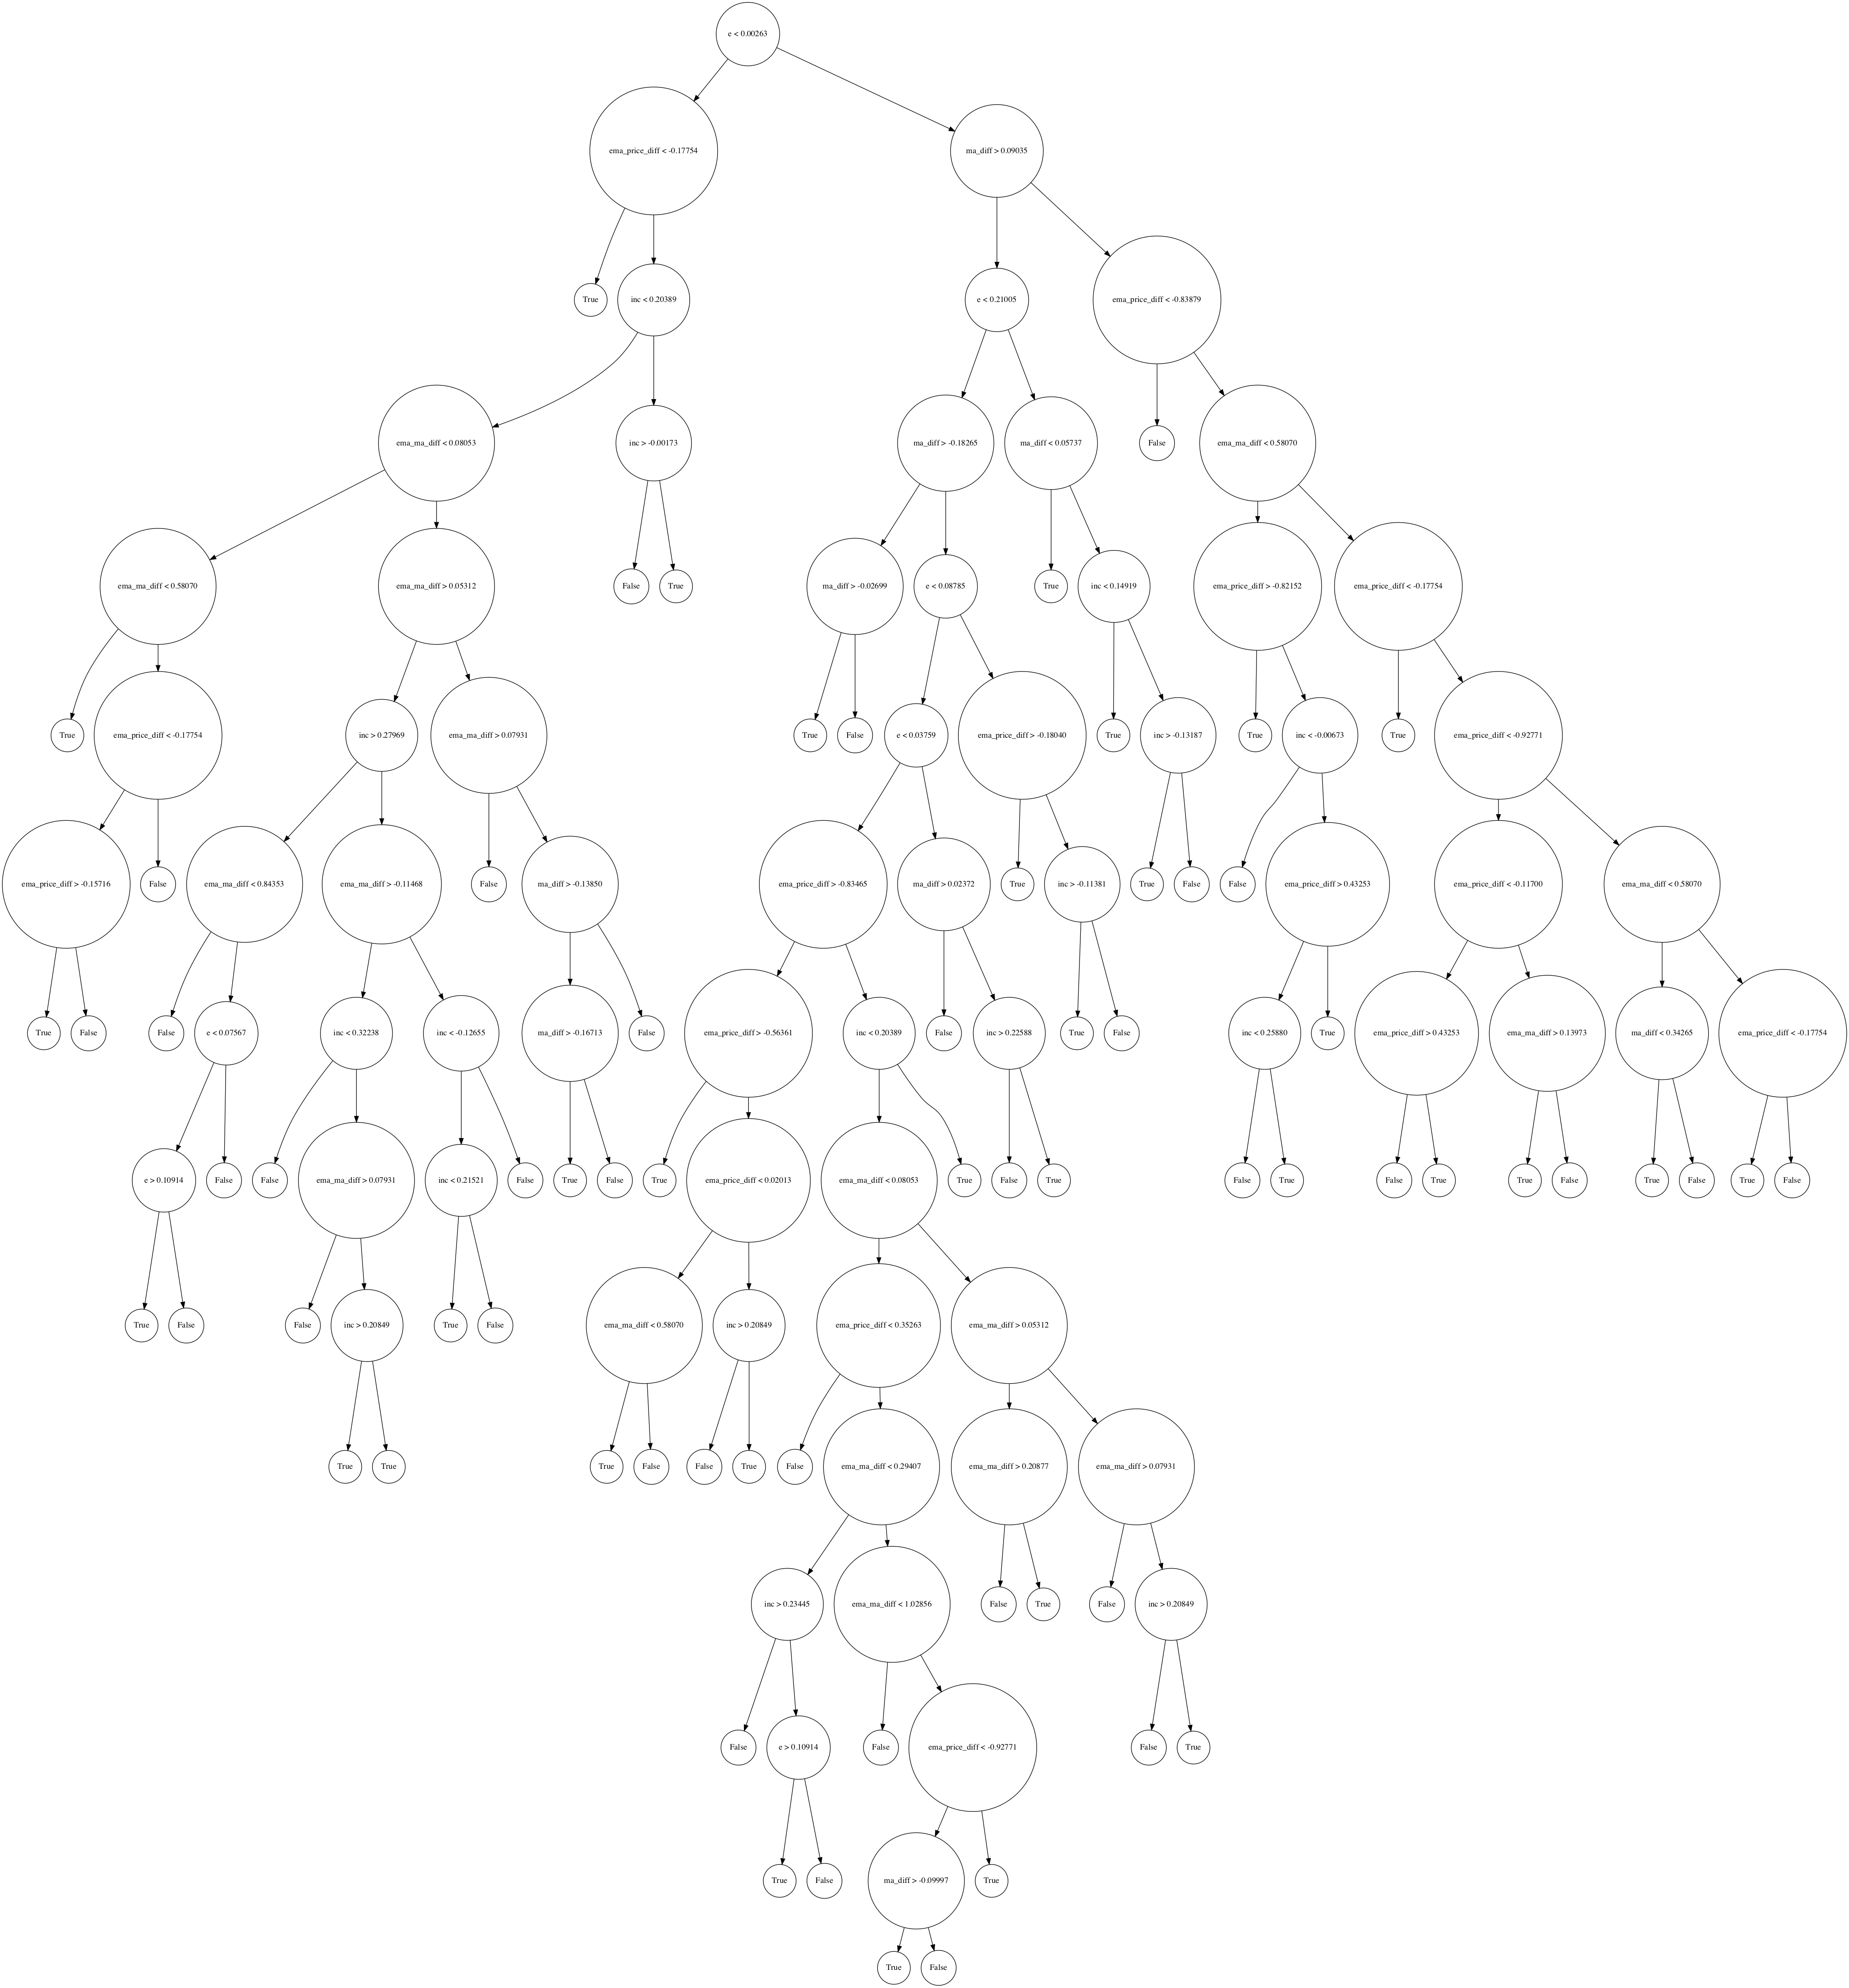 e < 0.00263
ema_price_diff < -0.17754
ma_diff > 0.09035
True
inc < 0.20389
e < 0.21005
ema_price_diff < -0.83879
ema_ma_diff < 0.08053
inc > -0.00173
ma_diff > -0.18265
ma_diff < 0.05737
False
ema_ma_diff < 0.58070
ema_ma_diff < 0.58070
ema_ma_diff > 0.05312
False
True
ma_diff > -0.02699
e < 0.08785
True
inc < 0.14919
ema_price_diff > -0.82152
ema_price_diff < -0.17754
True
ema_price_diff < -0.17754
inc > 0.27969
ema_ma_diff > 0.07931
True
False
e < 0.03759
ema_price_diff > -0.18040
True
inc > -0.13187
True
inc < -0.00673
True
ema_price_diff < -0.92771
ema_price_diff > -0.15716
False
ema_ma_diff < 0.84353
ema_ma_diff > -0.11468
False
ma_diff > -0.13850
ema_price_diff > -0.83465
ma_diff > 0.02372
True
inc > -0.11381
True
False
False
ema_price_diff > 0.43253
ema_price_diff < -0.11700
ema_ma_diff < 0.58070
True
False
False
e < 0.07567
inc < 0.32238
inc < -0.12655
ma_diff > -0.16713
False
ema_price_diff > -0.56361
inc < 0.20389
False
inc > 0.22588
True
False
inc < 0.25880
True
ema_price_diff > 0.43253
ema_ma_diff > 0.13973
ma_diff < 0.34265
ema_price_diff < -0.17754
e > 0.10914
False
False
ema_ma_diff > 0.07931
inc < 0.21521
False
True
False
True
ema_price_diff < 0.02013
ema_ma_diff < 0.08053
True
False
True
False
True
False
True
True
False
True
False
True
False
True
False
False
inc > 0.20849
True
False
ema_ma_diff < 0.58070
inc > 0.20849
ema_price_diff < 0.35263
ema_ma_diff > 0.05312
True
True
True
False
False
True
False
ema_ma_diff < 0.29407
ema_ma_diff > 0.20877
ema_ma_diff > 0.07931
inc > 0.23445
ema_ma_diff < 1.02856
False
True
False
inc > 0.20849
False
e > 0.10914
False
ema_price_diff < -0.92771
False
True
True
False
ma_diff > -0.09997
True
True
False